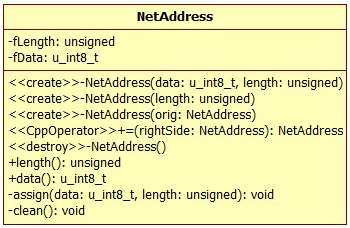 NetAddress
-fLength: unsigned
-fData: u_int8_t
<<create>>-NetAddress(data: u_int8_t, length: unsigned)
<<create>>-NetAddress(length: unsigned)
<<create>>-NetAddress(orig: NetAddress)
<<CppOperator>>+=(rightSide: NetAddress): NetAddress
<<destroy>>-NetAddress()
+length(): unsigned
+data(): u_int8_t
-assign(data: u_int8_t, length: unsigned): void
-clean(): void